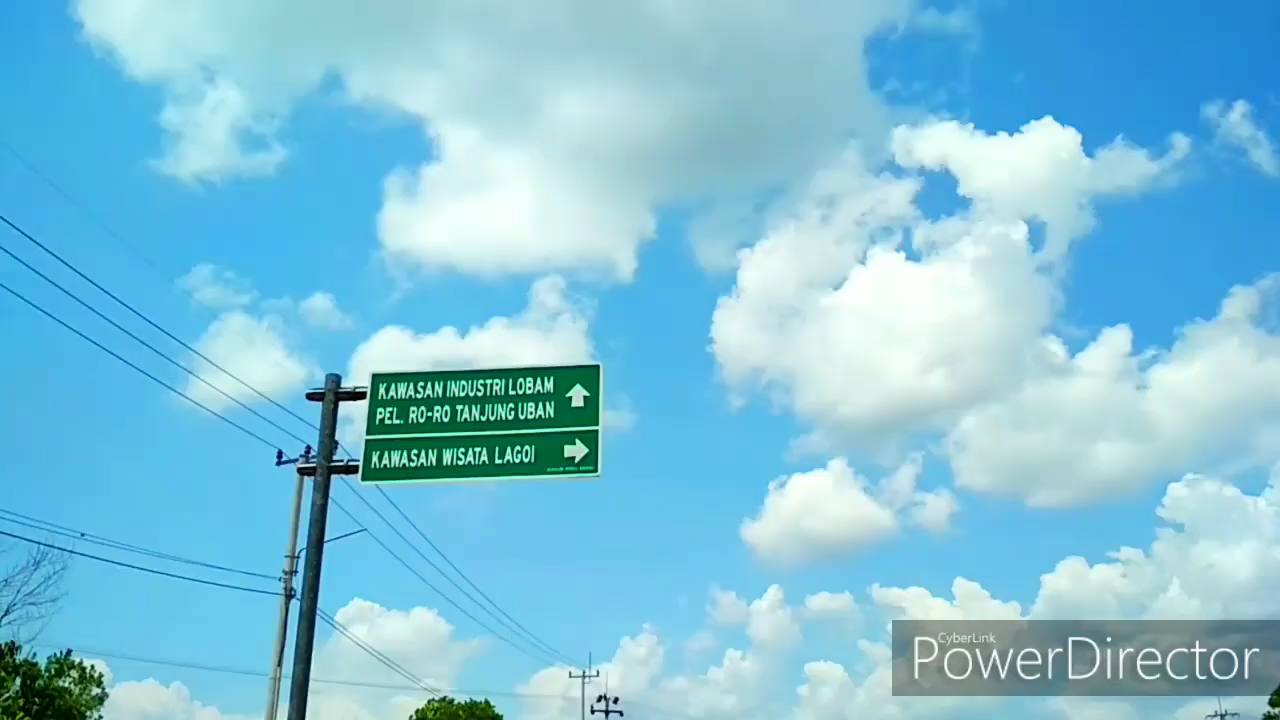 KAWASAN INDUSTRI LOBAM
PEL. RO-RO TANJUNG UBAN
KAWASAN WISATA LAGOI
CyberLink
PowerDirector